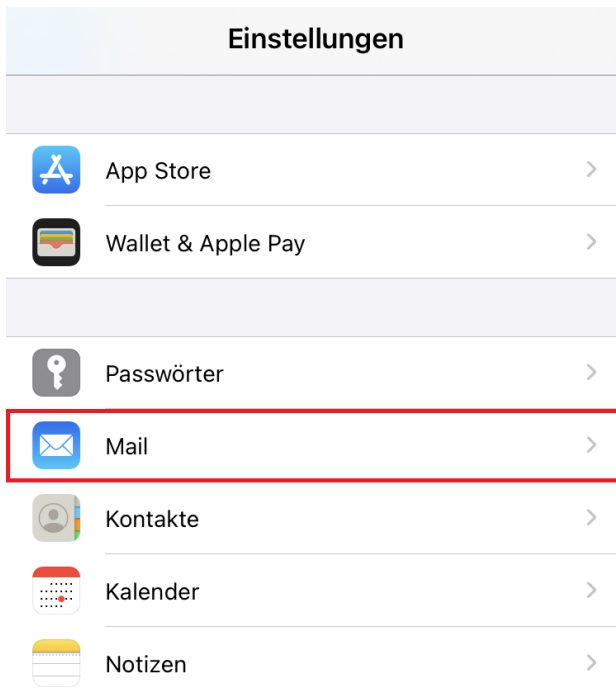 Einstellungen
App Store
Wallet & Apple Pay
Passwörter
Mail
Kontakte
Kalender
Notizen